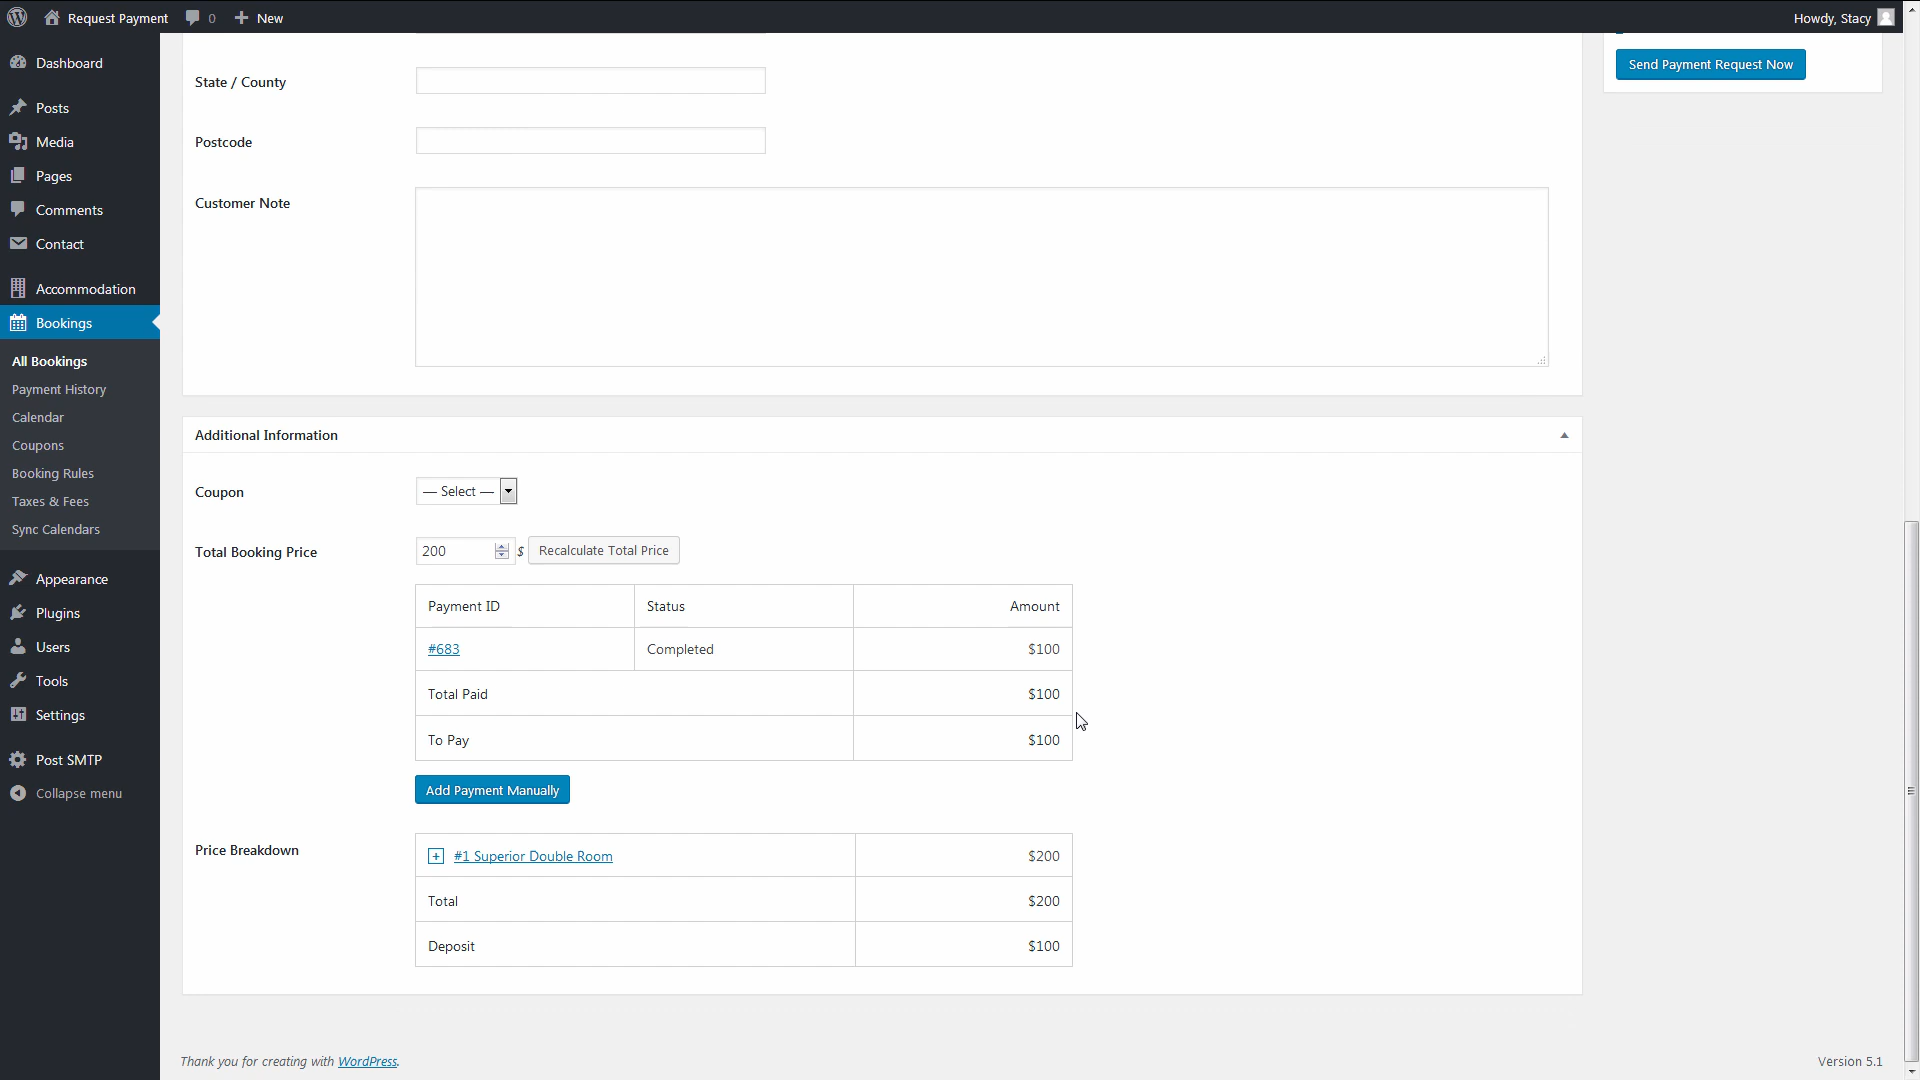 Request Payment 0 New Howdy, Stacy
Dashboard
Posts
Media
Pages
Comments
Contact
Accommodation
Bookings
All Bookings
Payment History
Calendar
Coupons
Booking Rules
Taxes & Fees
Sync Calendars
Appearance
Plugins
Users
Tools
Settings
Post SMTP
Collapse menu
State / County
Postcode
Customer Note
Send Payment Request Now
Additional Information
Coupon — Select —
Total Booking Price 200 $ Recalculate Total Price
Payment ID Status Amount
#683 Completed $100
Total Paid $100
To Pay $100
Add Payment Manually
Price Breakdown
#1 Superior Double Room $200
Total $200
Deposit $100
Thank you for creating with WordPress.
Version 5.1